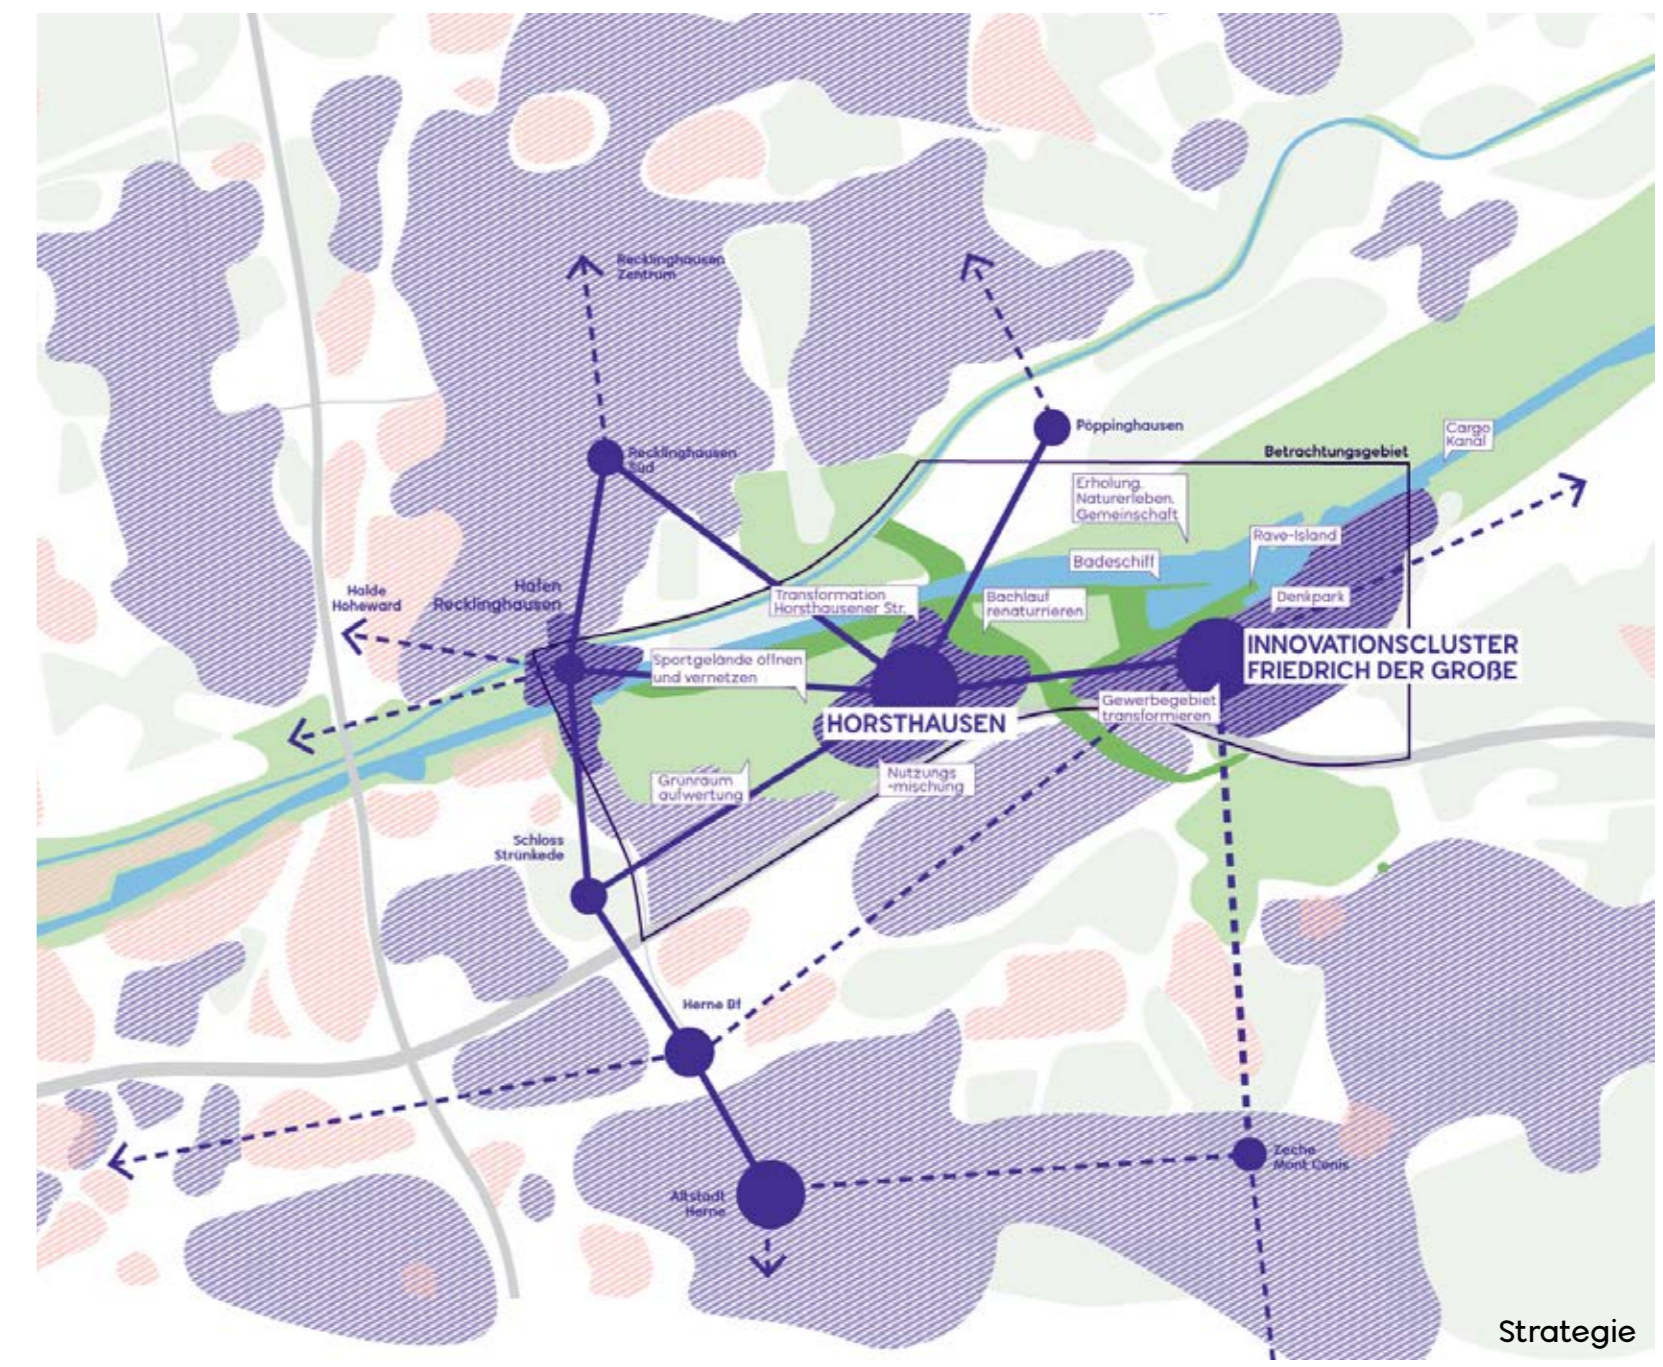 Recklinghausen
Zentrum
Pöppinghausen
Cargo
Kanal
Betrachtungsgebiet
Recklinghausen
Süd
Erholung,
Naturerleben,
Gemeinschaft
Rave-Island
Badeschiff
Halde
Hoheward
Hafen
Recklinghausen
Transformation
Horsthausener Str.
Bachlauf
renaturrieren
Denkpark
INNOVATIONSCLUSTER
FRIEDRICH DER GROßE
Sportgelände öffnen
und vernetzen
Gewerbegebiet
transformieren
HORSTHAUSEN
Grünraum
aufwertung
Nutzungs
-mischung
Schloss
Strünkede
Herne Bf
Zeche
Mont Cenis
Altstadt
Herne
Strategie